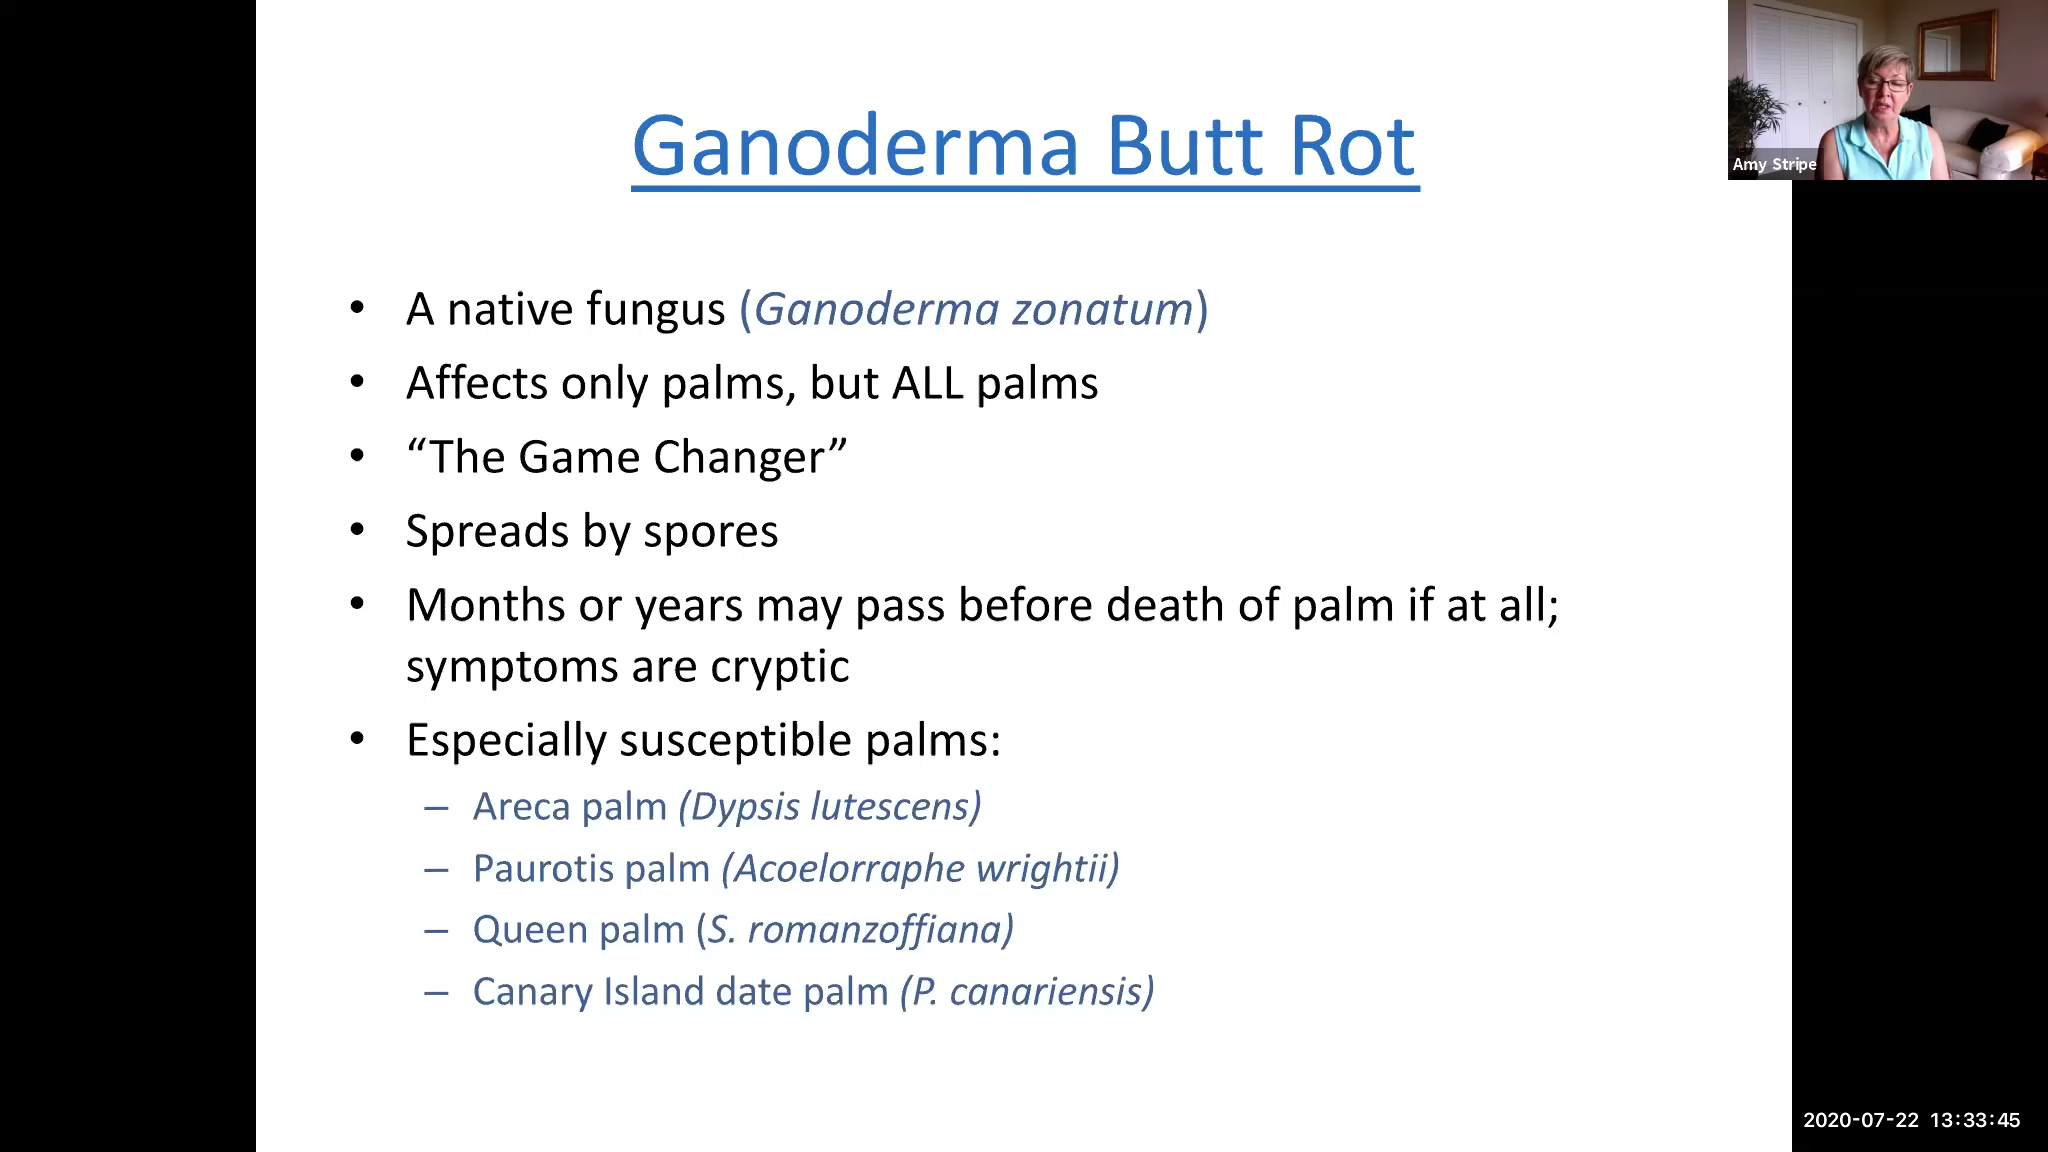 Ganoderma Butt Rot
Amy Stripe
• A native fungus (Ganoderma zonatum)
• Affects only palms, but ALL palms
• “The Game Changer”
• Spreads by spores
• Months or years may pass before death of palm if at all;
symptoms are cryptic
• Especially susceptible palms:
– Areca palm (Dypsis lutescens)
– Paurotis palm (Acoelorraphe wrightii)
– Queen palm (S. romanzoffiana)
– Canary Island date palm (P. canariensis)
2020-07-22 13:33:45